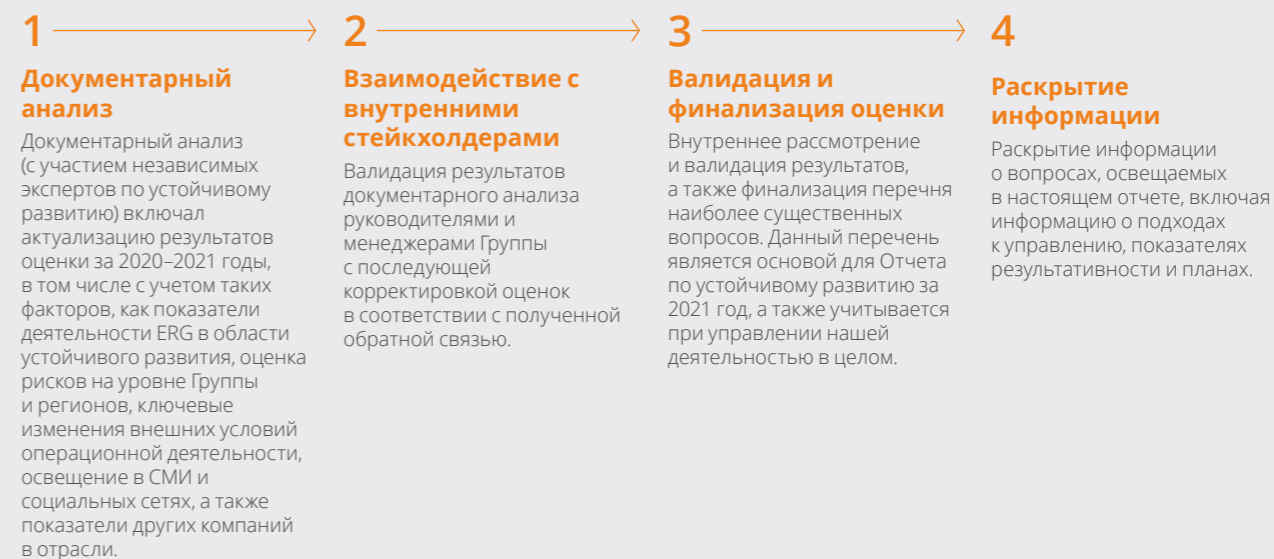 1
Документарный
анализ
Документарный анализ
(с участием независимых
экспертов по устойчивому
развитию) включал
актуализацию результатов
оценки за 2020–2021 годы,
в том числе с учетом таких
факторов, как показатели
деятельности ERG в области
устойчивого развития, оценка
рисков на уровне Группы
и регионов, ключевые
изменения внешних условий
операционной деятельности,
освещение в СМИ и
социальных сетях, а также
показатели других компаний
в отрасли.
2
Взаимодействие с
внутренними
стейкхолдерами
Валидация результатов
документарного анализа
руководителями и
менеджерами Группы
с последующей
корректировкой оценок
в соответствии с полученной
обратной связью.
3
Валидация и
финализация оценки
Внутреннее рассмотрение
и валидация результатов,
а также финализация перечня
наиболее существенных
вопросов. Данный перечень
является основой для Отчета
по устойчивому развитию за
2021 год, а также учитывается
при управлении нашей
деятельностью в целом.
4
Раскрытие
информации
Раскрытие информации
о вопросах, освещаемых
в настоящем отчете, включая
информацию о подходах
к управлению, показателях
результативности и планах.